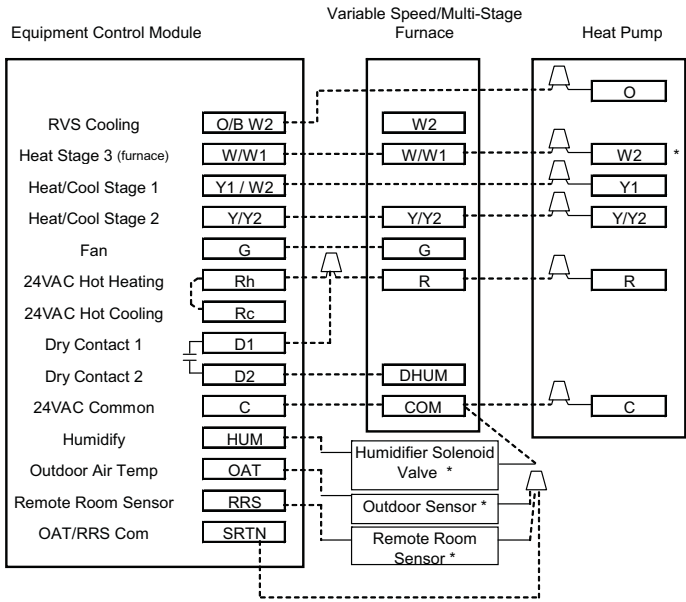 Equipment Control Module
Variable Speed/Multi-Stage
Furnace
Heat Pump
O
RVS Cooling O/B W2 W2
Heat Stage 3 (furnace) W/W1 W/W1 W2 *
Heat/Cool Stage 1 Y1 / W2 Y1
Heat/Cool Stage 2 Y/Y2 Y/Y2 Y/Y2
Fan G G
24VAC Hot Heating Rh R R
24VAC Hot Cooling Rc
Dry Contact 1 D1
Dry Contact 2 D2 DHUM
24VAC Common C COM C
Humidify HUM
Humidifier Solenoid
Valve *
Outdoor Air Temp OAT
Outdoor Sensor *
Remote Room Sensor RRS
Remote Room
Sensor *
OAT/RRS Com SRTN